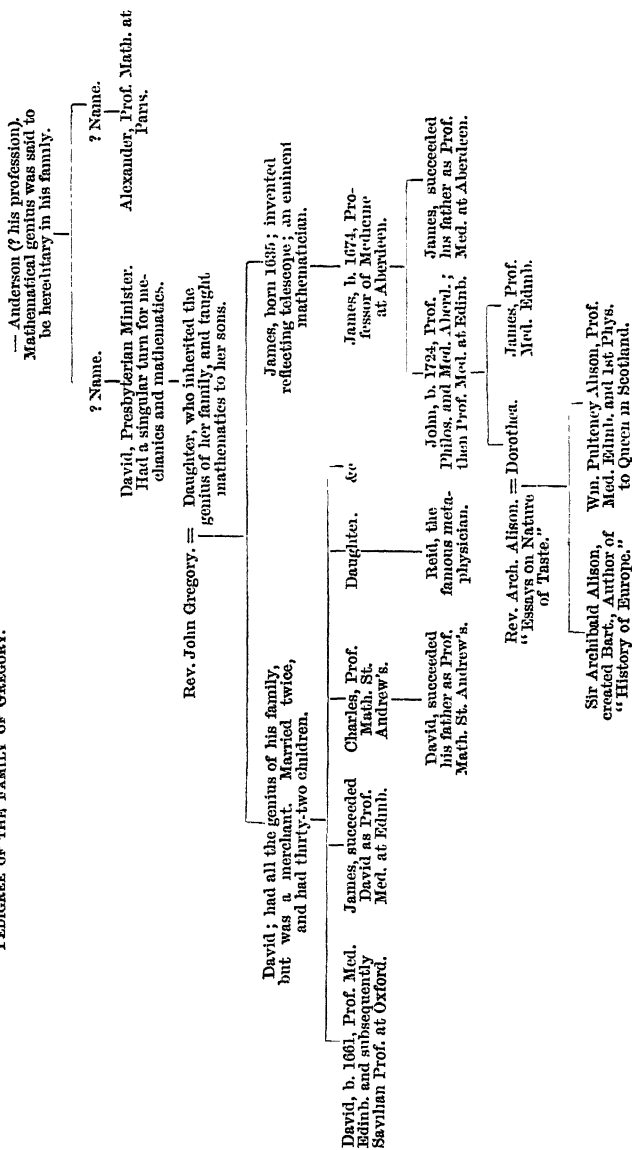 PEDIGREE OF THE FAMILY OF GREGORY.
— Anderson (? his profession).
Mathematical genius was said to
be hereditary in his family.
? Name.
? Name.
David, Presbyterian Minister.
Had a singular turn for me-
chanics and mathematics.
Alexander, Prof. Math. at
Paris.
Rev. John Gregory. = Daughter, who inherited the
genius of her family, and taught
mathematics to her sons.
David; had all the genius of his family,
but was a merchant. Married twice,
and had thirty-two children.
James, born 1635; invented
reflecting telescope; an eminent
mathematician.
David, b. 1661, Prof. Med.
Edinb. and subsequently
Savilian Prof. at Oxford.
James, succeeded
David as Prof.
Med. at Edinb.
Charles, Prof.
Math. St.
Andrew's.
Daughter.
&c
James, b. 1674, Pro-
fessor of Medicine
at Aberdeen.
David, succeeded
his father as Prof.
Math. St. Andrew's.
Reid, the
famous meta-
physician.
John, b. 1724, Prof.
Philos. and Med. Aberd.;
then Prof. Med. at Edinb.
James, succeeded
his father as Prof.
Med. at Aberdeen.
Rev. Arch. Alison. = Dorothea.
"Essays on Nature
of Taste."
James, Prof.
Med. Edinb.
Sir Archibald Alison,
created Bart., Author of
"History of Europe."
Wm. Pulteney Alison, Prof.
Med. Edinb. and 1st Phys.
to Queen in Scotland.